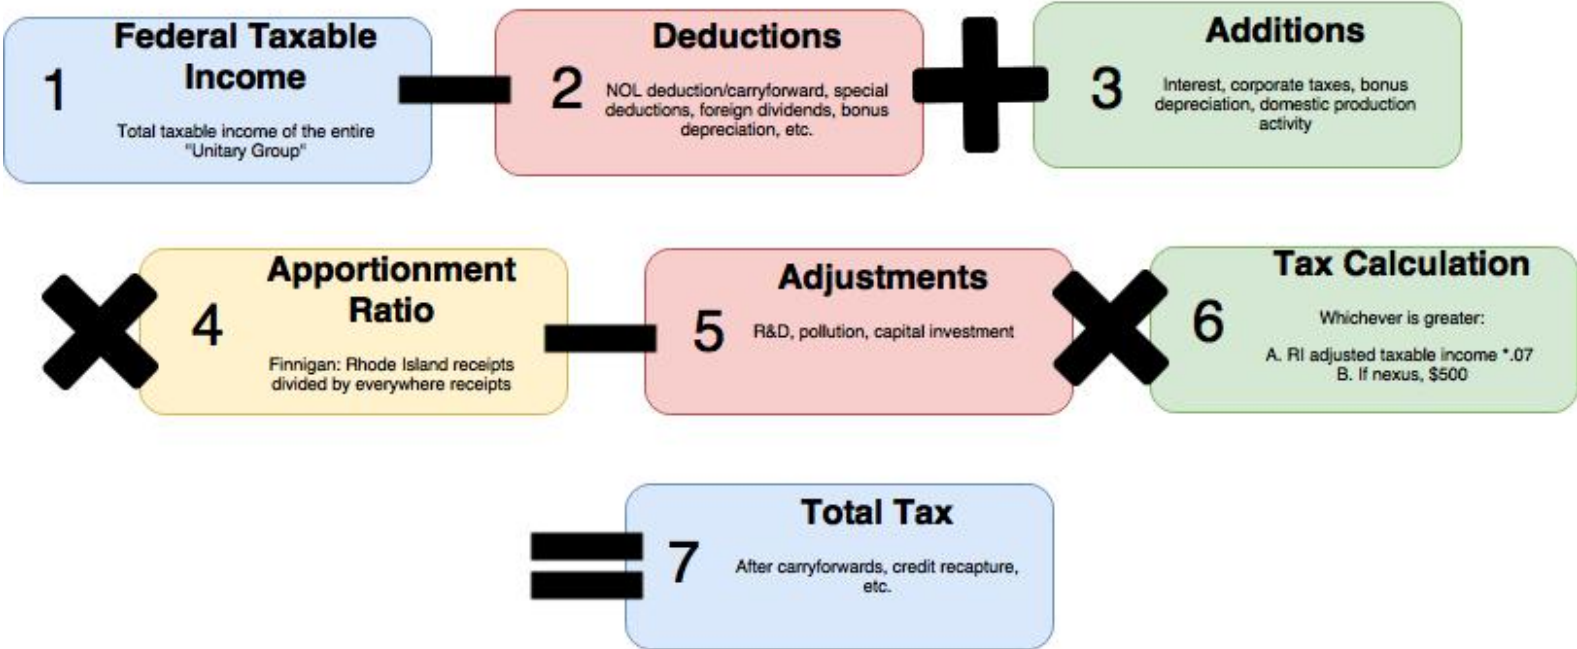 1
Federal Taxable
Income
Total taxable income of the entire
"Unitary Group"
2
Deductions
NOL deduction/carryforward, special
deductions, foreign dividends, bonus
depreciation, etc.
3
Additions
Interest, corporate taxes, bonus
depreciation, domestic production
activity
4
Apportionment
Ratio
Finnigan: Rhode Island receipts
divided by everywhere receipts
5
Adjustments
R&D, pollution, capital investment
6
Tax Calculation
Whichever is greater:
A. RI adjusted taxable income *.07
B. If nexus, $500
7
Total Tax
After carryforwards, credit recapture,
etc.